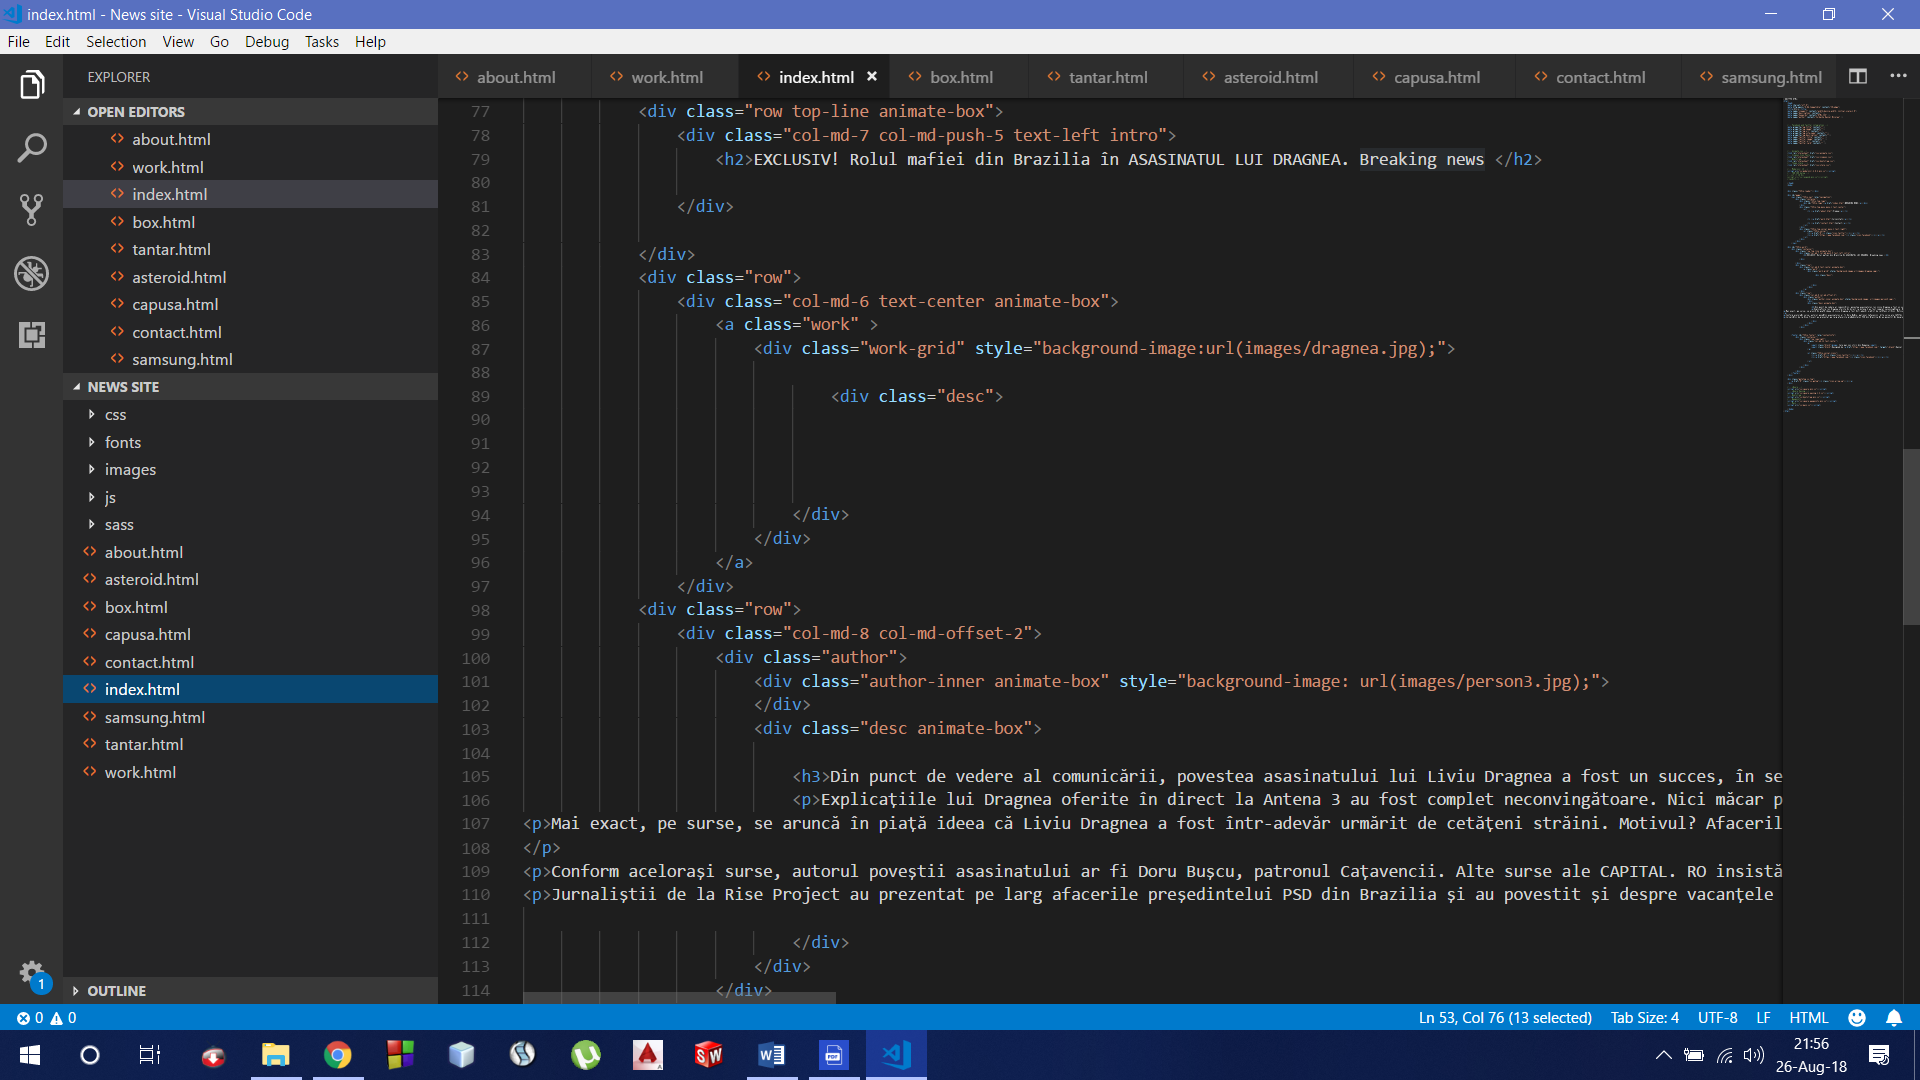 index.html - News site - Visual Studio Code
File Edit Selection View Go Debug Tasks Help
EXPLORER
OPEN EDITORS
about.html
work.html
index.html
box.html
tantar.html
asteroid.html
capusa.html
contact.html
samsung.html
NEWS SITE
css
fonts
images
js
sass
about.html
asteroid.html
box.html
capusa.html
contact.html
index.html
samsung.html
tantar.html
work.html
OUTLINE
about.html work.html index.html box.html tantar.html asteroid.html capusa.html contact.html samsung.html
77 <div class="row top-line animate-box">
78 <div class="col-md-7 col-md-push-5 text-left intro">
79 <h2>EXCLUSIV! Rolul mafiei din Brazilia în ASASINATUL LUI DRAGNEA. Breaking news </h2>
80
81 </div>
82
83 </div>
84 <div class="row">
85 <div class="col-md-6 text-center animate-box">
86 <a class="work" >
87 <div class="work-grid" style="background-image:url(images/dragnea.jpg);">
88
89 <div class="desc">
90
91
92
93
94 </div>
95 </div>
96 </a>
97 </div>
98 <div class="row">
99 <div class="col-md-8 col-md-offset-2">
100 <div class="author">
101 <div class="author-inner animate-box" style="background-image: url(images/person3.jpg);">
102 </div>
103 <div class="desc animate-box">
104
105 <h3>Din punct de vedere al comunicării, povestea asasinatului lui Liviu Dragnea a fost un succes, în se
106 <p>Explicaţiile lui Dragnea oferite în direct la Antena 3 au fost complet neconvingătoare. Nici măcar p
107 <p>Mai exact, pe surse, se aruncă în piaţă ideea că Liviu Dragnea a fost într-adevăr urmărit de cetăţeni străini. Motivul? Afaceril
108 </p>
109 <p>Conform aceloraşi surse, autorul poveştii asasinatului ar fi Doru Buşcu, patronul Caţavencii. Alte surse ale CAPITAL. RO insistă
110 <p>Jurnaliştii de la Rise Project au prezentat pe larg afacerile preşedintelui PSD din Brazilia şi au povestit şi despre vacanţele
111
112 </div>
113 </div>
114 </div>
1
0 0 Ln 53, Col 76 (13 selected) Tab Size: 4 UTF-8 LF HTML
21:56
26-Aug-18